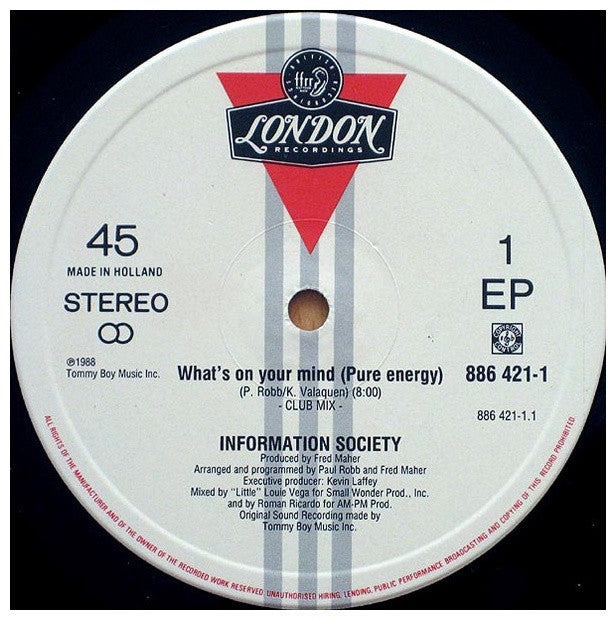 BRITISH RECORDINGS
ffrr
LONDON
RECORDINGS
45
MADE IN HOLLAND
STEREO
1
EP
COPYRIGHT CONTROL
℗1988
Tommy Boy Music Inc.
What's on your mind (Pure energy)
886 421-1
(P. Robb/K. Valaquen) (8:00)
- CLUB MIX -
886 421-1.1
INFORMATION SOCIETY
Produced by Fred Maher
Arranged and programmed by Paul Robb and Fred Maher
Executive producer: Kevin Laffey
Mixed by "Little" Louie Vega for Small Wonder Prod., Inc.
and by Roman Ricardo for AM-PM Prod.
Original Sound Recording made by
Tommy Boy Music Inc.
ALL RIGHTS OF THE MANUFACTURER AND OF THE OWNER OF THE RECORDED WORK RESERVED. UNAUTHORISED HIRING, LENDING, PUBLIC PERFORMANCE BROADCASTING AND COPYING OF THIS RECORD PROHIBITED